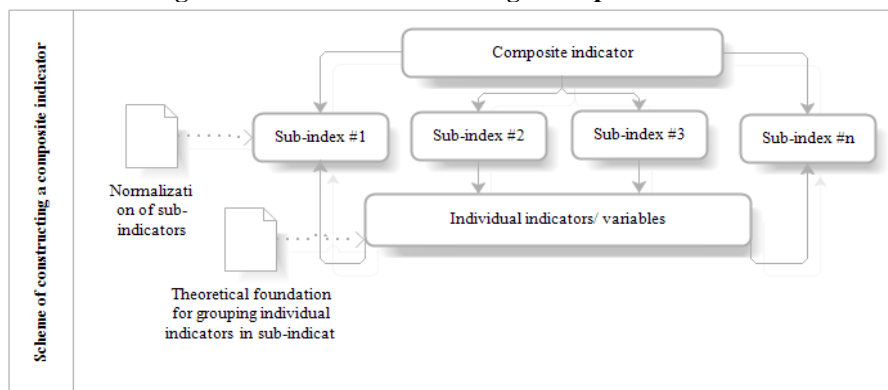 Scheme of constructing a composite indicator
Composite indicator
Sub-index #1
Sub-index #2
Sub-index #3
Sub-index #n
Normalizati
on of sub-
indicators
Individual indicators/ variables
Theoretical foundation
for grouping individual
indicators in sub-indicat